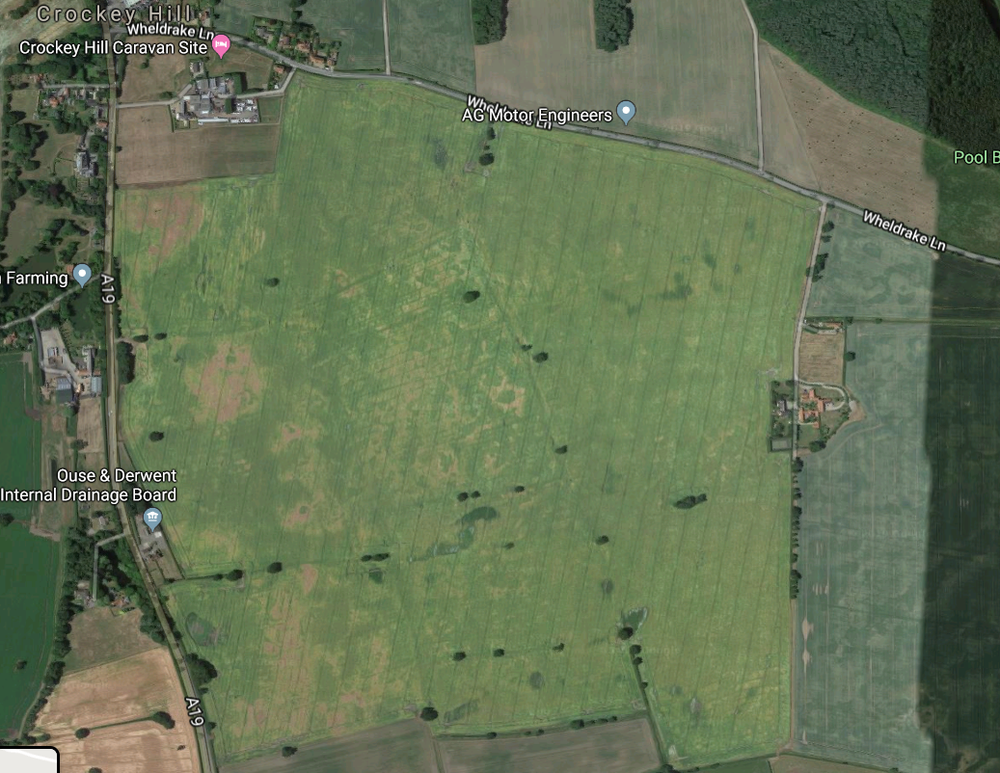 Crockey Hill
Wheldrake Ln
Crockey Hill Caravan Site
Wheldrake Ln
AG Motor Engineers
Pool B
Wheldrake Ln
Farming
A19
Ouse & Derwent
Internal Drainage Board
A19